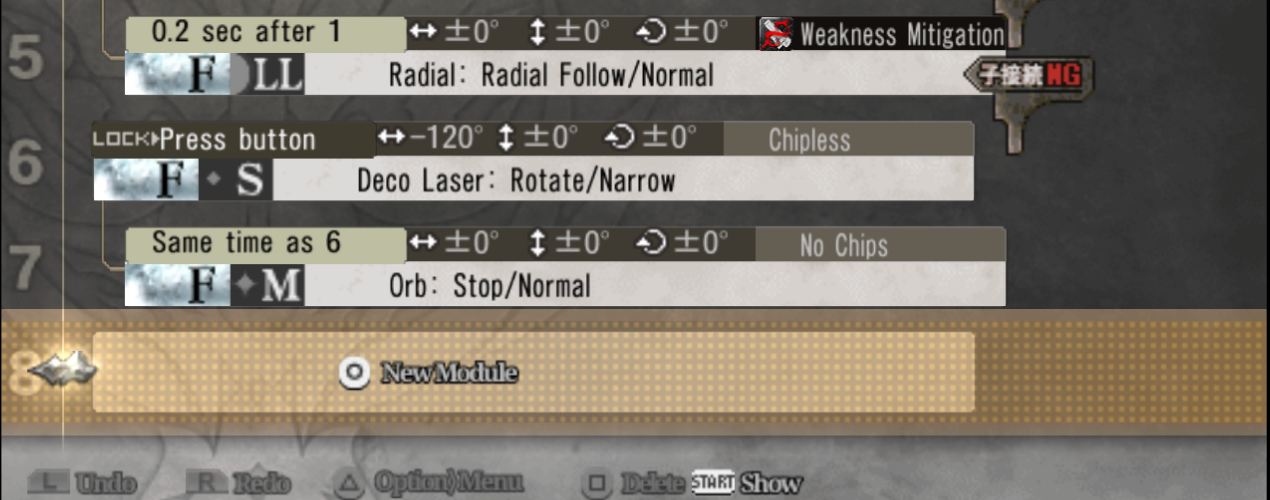 5
0.2 sec after 1 ↔±0° ↕±0° ±0° Weakness Mitigation
F LL Radial: Radial Follow/Normal 子接続NG
6
LOCK Press button ↔-120° ↕±0° ±0° Chipless
F S Deco Laser: Rotate/Narrow
7
Same time as 6 ↔±0° ↕±0° ±0° No Chips
F M Orb: Stop/Normal
8
New Module
L Undo R Redo Option Menu Delete START Show